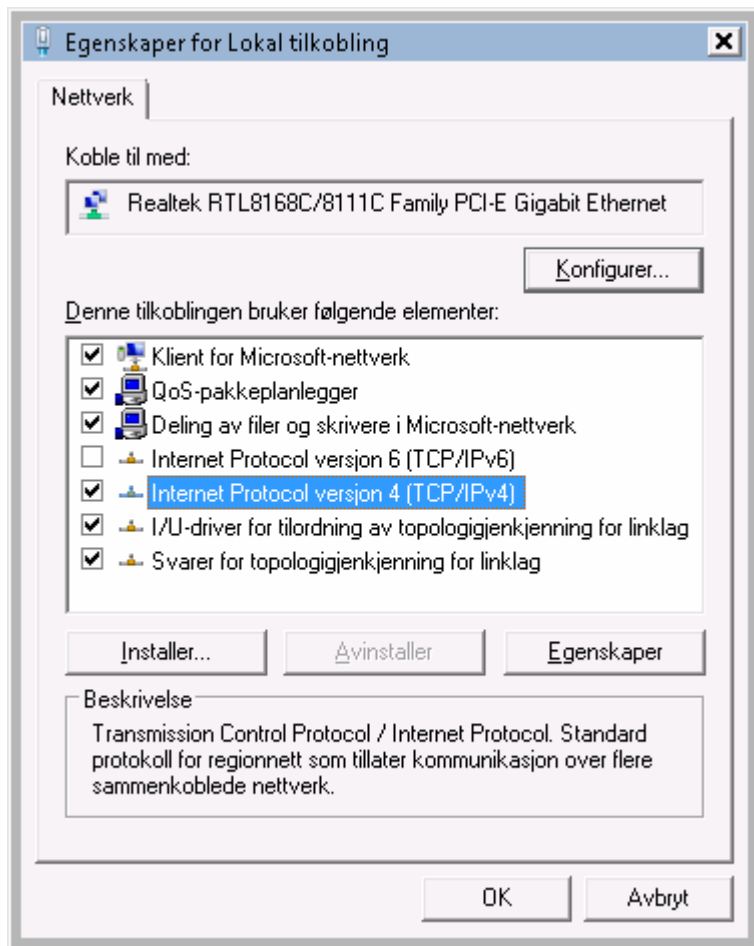 Egenskaper for Lokal tilkobling
Nettverk
Koble til med:
Realtek RTL8168C/8111C Family PCI-E Gigabit Ethernet
Konfigurer...
Denne tilkoblingen bruker følgende elementer:
Klient for Microsoft-nettverk
QoS-pakkeplanlegger
Deling av filer og skrivere i Microsoft-nettverk
Internet Protocol versjon 6 (TCP/IPv6)
Internet Protocol versjon 4 (TCP/IPv4)
I/U-driver for tilordning av topologigjenkjenning for linklag
Svarer for topologigjenkjenning for linklag
Installer... Avinstaller Egenskaper
Beskrivelse
Transmission Control Protocol / Internet Protocol. Standard
protokoll for regionnett som tillater kommunikasjon over flere
sammenkoblede nettverk.
OK Avbryt